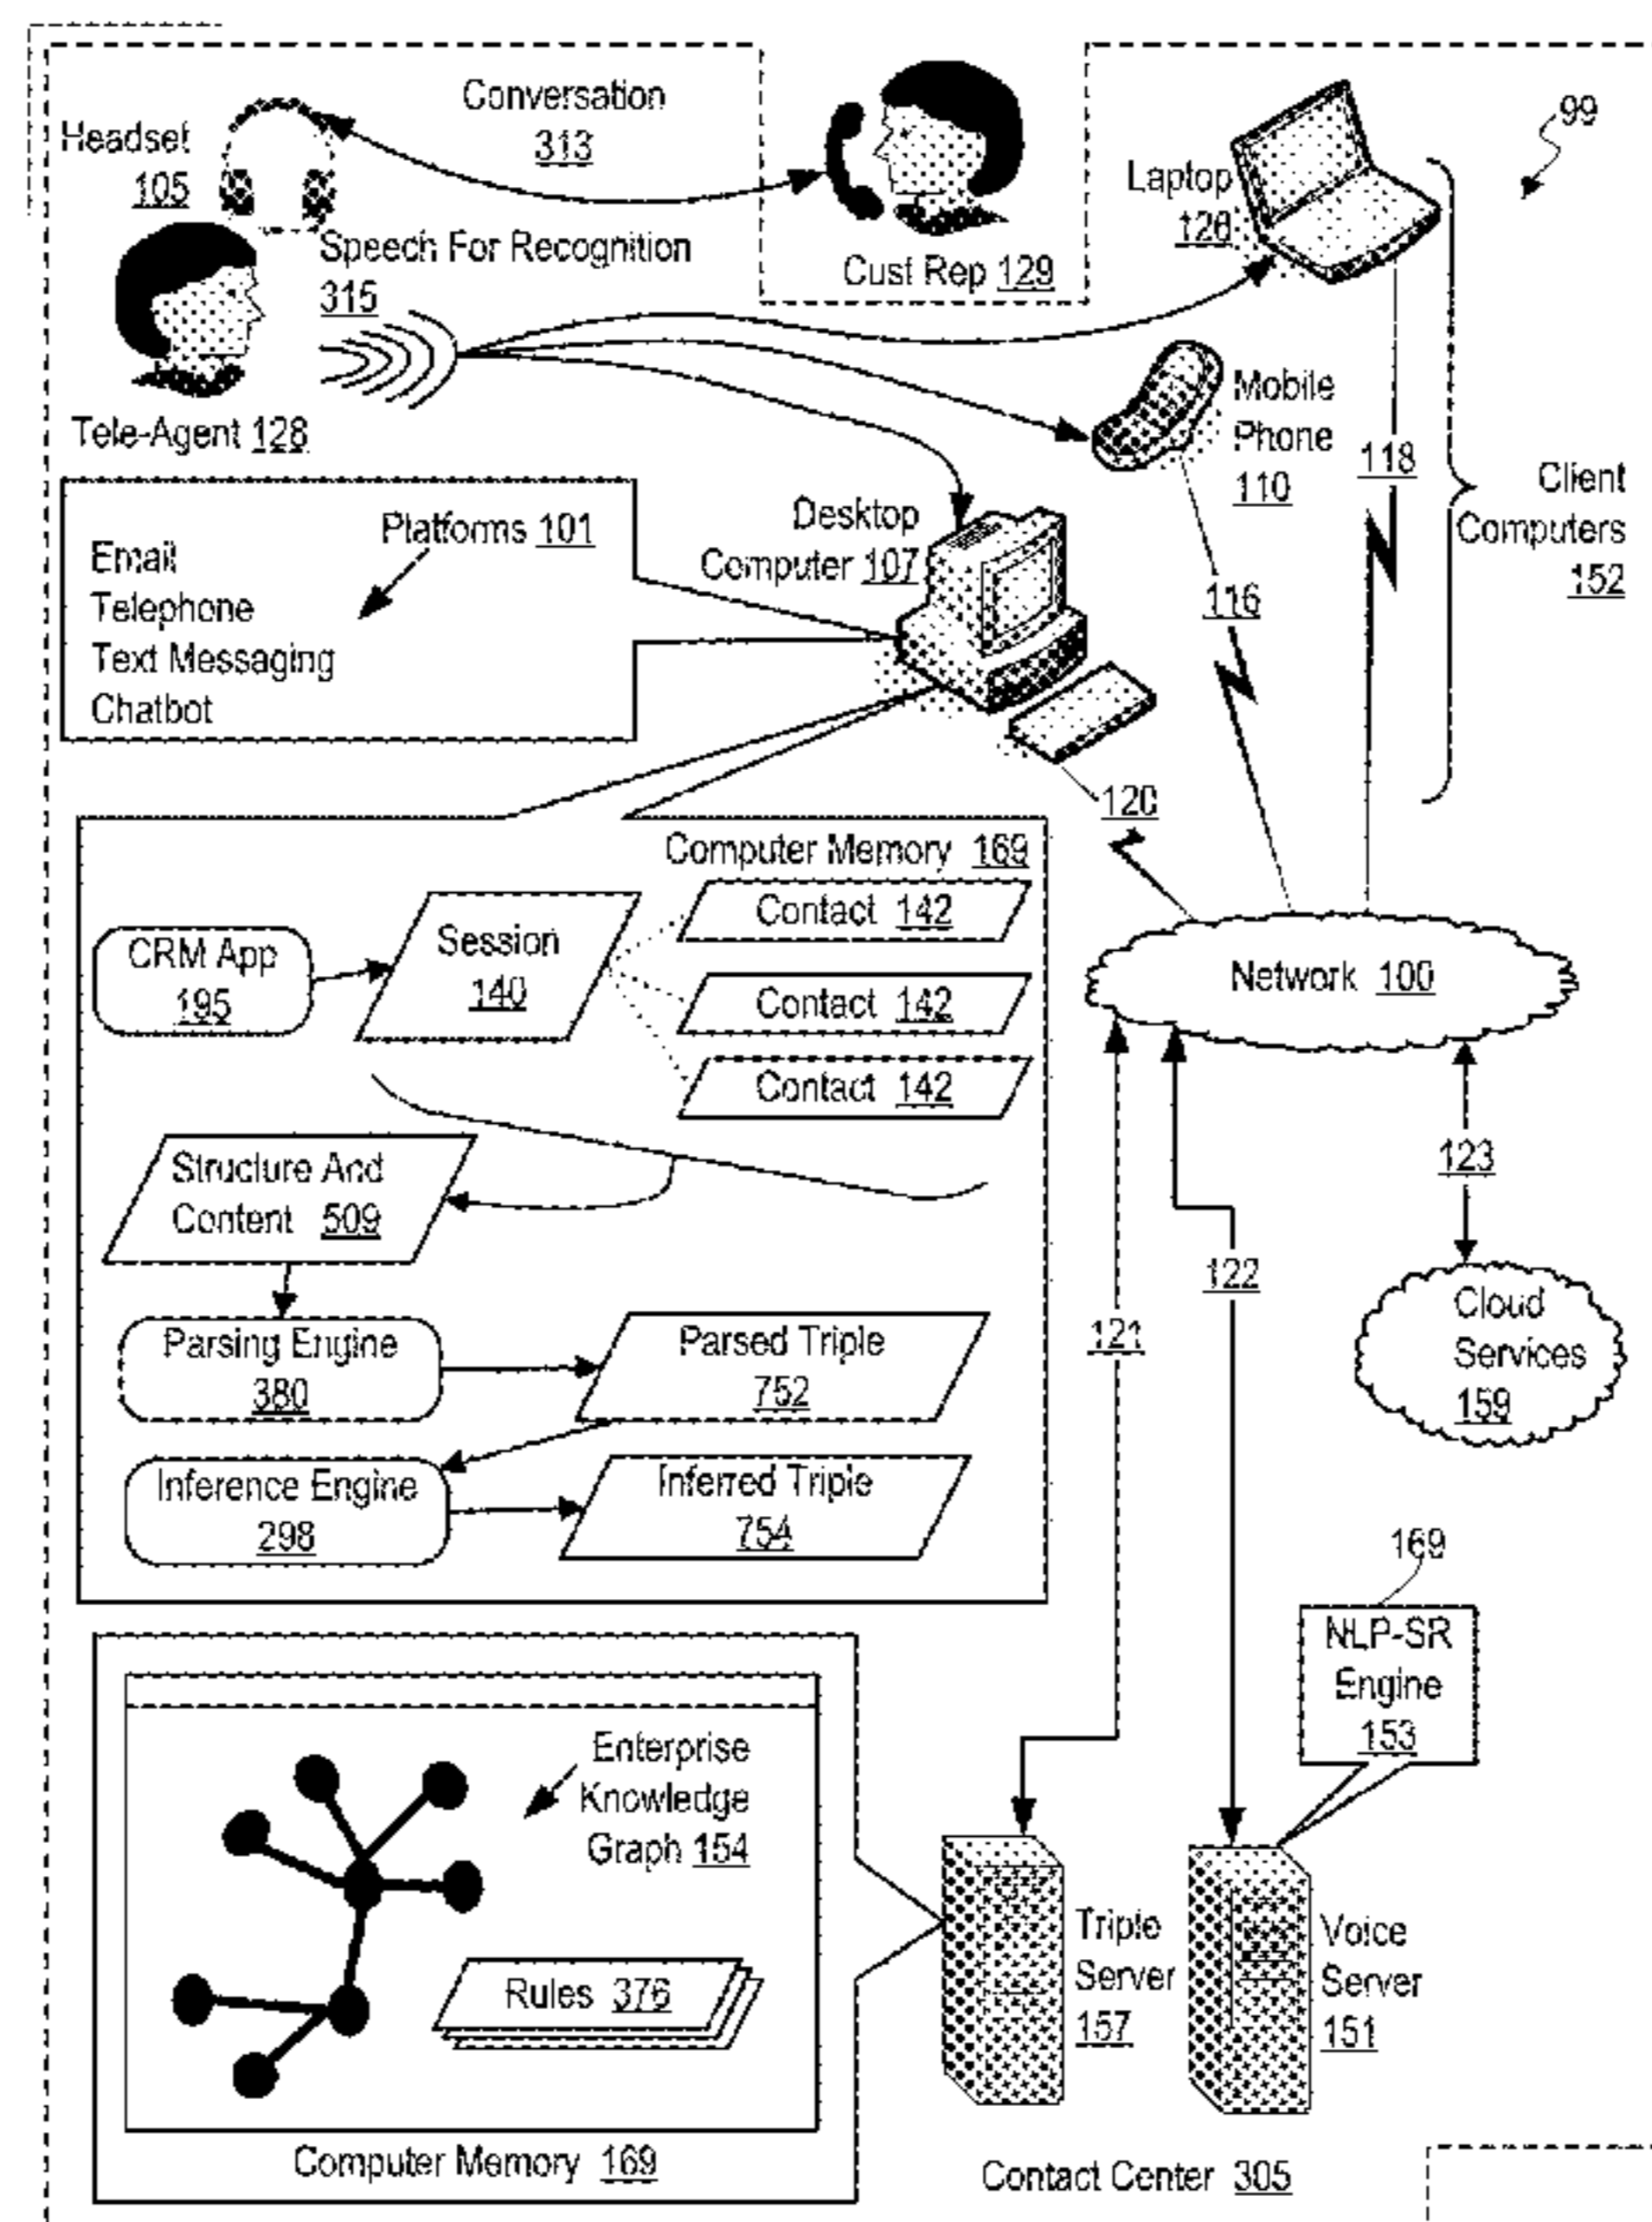 Conversation
313
99
Headset
105
Laptop
126
Speech For Recognition
315
Cust Rep 129
Tele-Agent 128
Mobile
Phone
110
118
Client
Computers
152
Platforms 101
Email
Telephone
Text Messaging
Chatbot
Desktop
Computer 107
116
120
Computer Memory 169
CRM App
195
Session
140
Contact 142
Contact 142
Contact 142
Network 100
Structure And
Content 509
123
122
121
Cloud
Services
159
Parsing Engine
380
Parsed Triple
752
Inference Engine
298
Inferred Triple
754
169
NLP-SR
Engine
153
Enterprise
Knowledge
Graph 154
Rules 376
Triple
Server
157
Voice
Server
151
Computer Memory 169
Contact Center 305